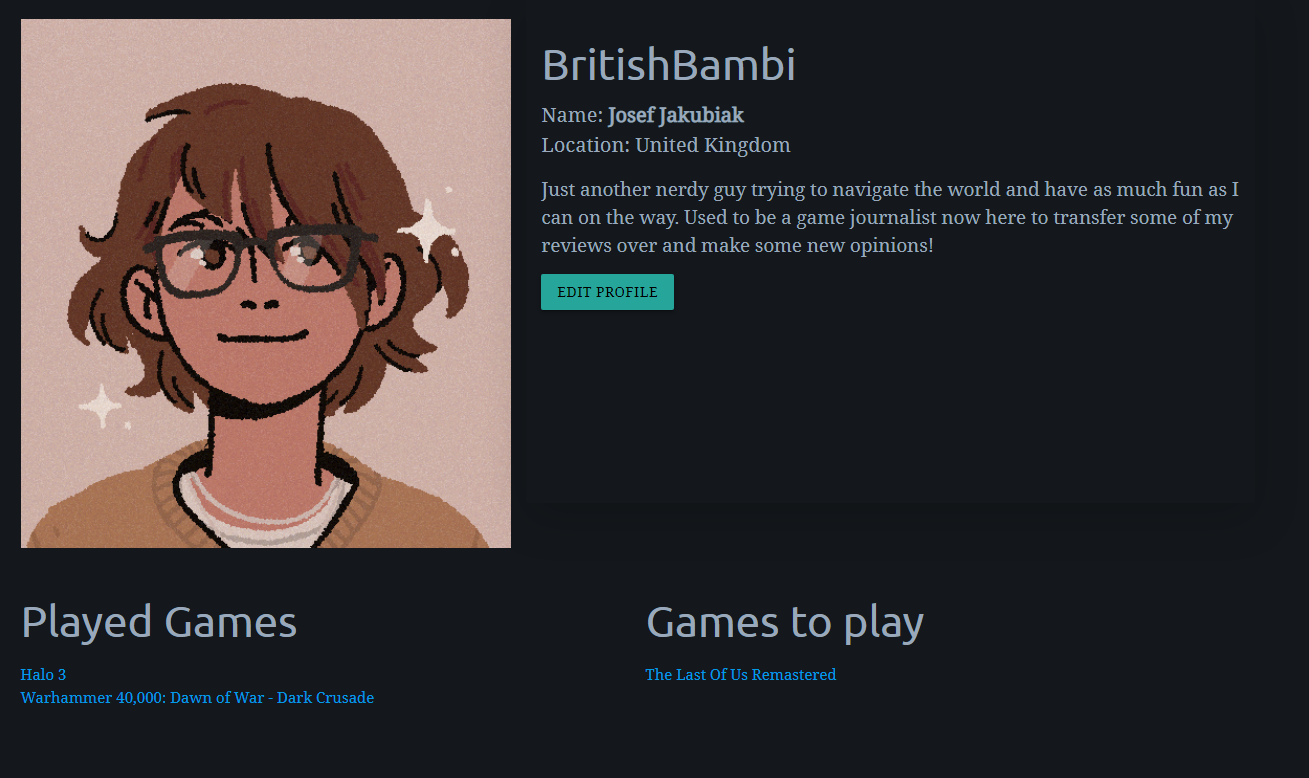 BritishBambi
Name: Josef Jakubiak
Location: United Kingdom
Just another nerdy guy trying to navigate the world and have as much fun as I
can on the way. Used to be a game journalist now here to transfer some of my
reviews over and make some new opinions!
EDIT PROFILE
Played Games
Halo 3
Warhammer 40,000: Dawn of War - Dark Crusade
Games to play
The Last Of Us Remastered